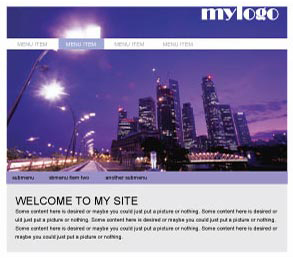 mylogo
MENU ITEM MENU ITEM MENU ITEM MENU ITEM
submenu sbmenu item two another submenu
WELCOME TO MY SITE
Some content here is desired or maybe you could just put a picture or nothing. Some content here is desired or
uld just put a picture or nothing. Some content here is desired or maybe you could just put a picture or nothing.
Some content here is desired or maybe you could just put a picture or nothing. Some content here is desired or
maybe you could just put a picture or nothing.